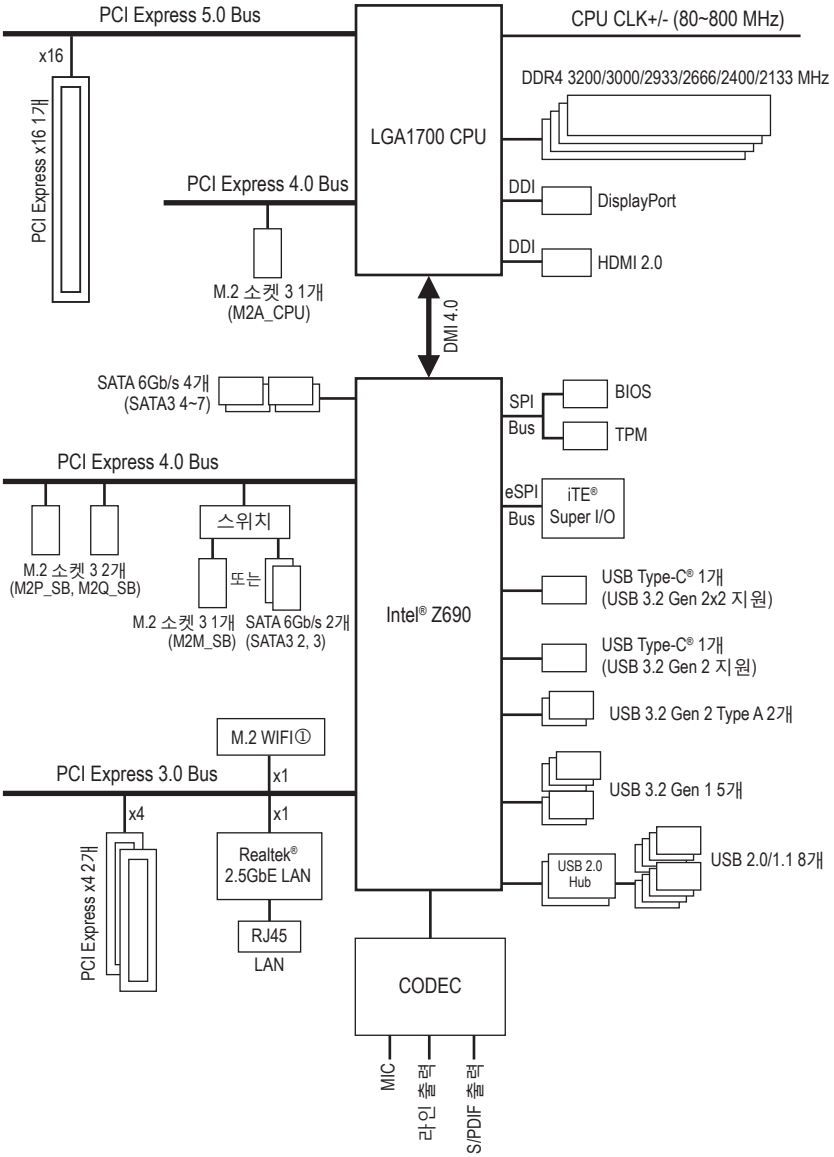 PCI Express 5.0 Bus
CPU CLK+/- (80~800 MHz)
x16
PCI Express x16 1개
DDR4 3200/3000/2933/2666/2400/2133 MHz
LGA1700 CPU
PCI Express 4.0 Bus
DDI
DisplayPort
DDI
HDMI 2.0
M.2 소켓 3 1개
(M2A_CPU)
DMI 4.0
SATA 6Gb/s 4개
(SATA3 4~7)
SPI
Bus
BIOS
TPM
PCI Express 4.0 Bus
eSPI
Bus
iTE®
Super I/O
스위치
M.2 소켓 3 2개
(M2P_SB, M2Q_SB)
또는
M.2 소켓 3 1개
(M2M_SB)
SATA 6Gb/s 2개
(SATA3 2, 3)
Intel® Z690
USB Type-C® 1개
(USB 3.2 Gen 2x2 지원)
USB Type-C® 1개
(USB 3.2 Gen 2 지원)
USB 3.2 Gen 2 Type A 2개
M.2 WIFI①
PCI Express 3.0 Bus
x1
USB 3.2 Gen 1 5개
x4
x1
PCI Express x4 2개
Realtek®
2.5GbE LAN
RJ45
LAN
USB 2.0
Hub
USB 2.0/1.1 8개
CODEC
MIC
라인 출력
S/PDIF 출력